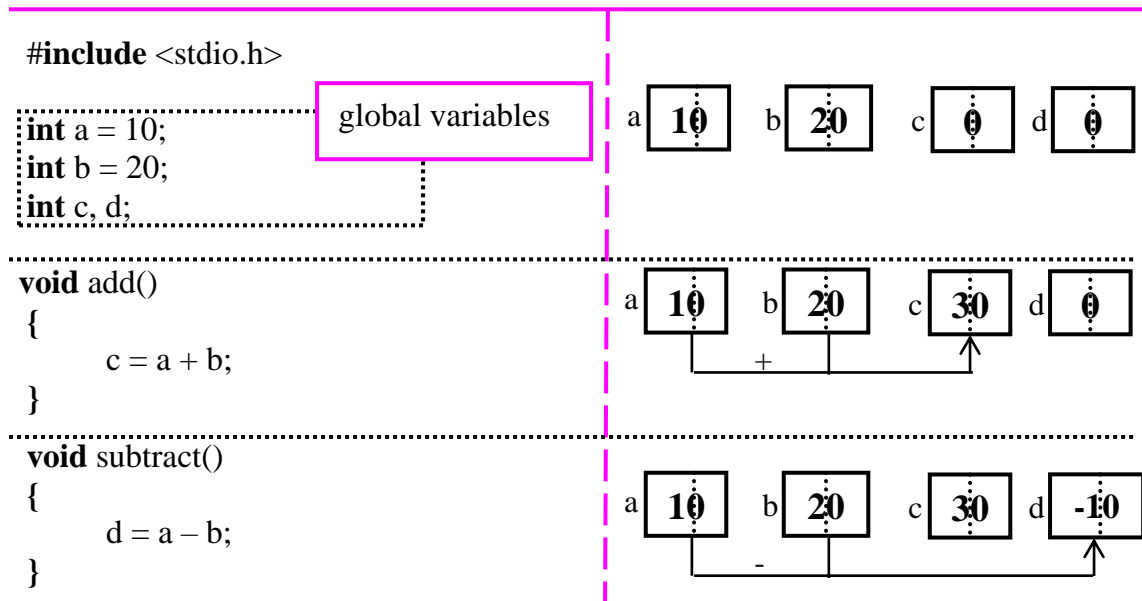 #include <stdio.h>
global variables
int a = 10;
int b = 20;
int c, d;
a 10 b 20 c 0 d 0
void add()
{
c = a + b;
}
a 10 b 20 c 30 d 0
+
void subtract()
{
d = a – b;
}
a 10 b 20 c 30 d -10
-